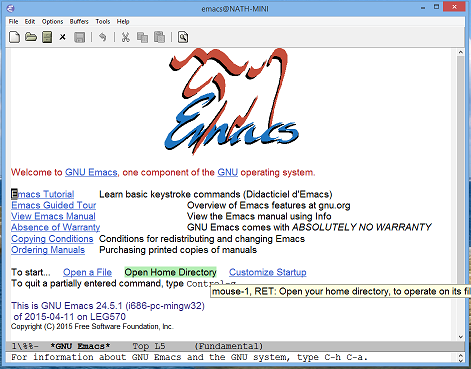 emacs@NATH-MINI
File Edit Options Buffers Tools Help
Emacs
Welcome to GNU Emacs, one component of the GNU operating system.
Emacs Tutorial Learn basic keystroke commands (Didacticiel d'Emacs)
Emacs Guided Tour Overview of Emacs features at gnu.org
View Emacs Manual View the Emacs manual using Info
Absence of Warranty GNU Emacs comes with ABSOLUTELY NO WARRANTY
Copying Conditions Conditions for redistributing and changing Emacs
Ordering Manuals Purchasing printed copies of manuals
To start... Open a File Open Home Directory Customize Startup
To quit a partially entered command, type Control-g.
mouse-1, RET: Open your home directory, to operate on its
This is GNU Emacs 24.5.1 (i686-pc-mingw32)
of 2015-04-11 on LEG570
Copyright (C) 2015 Free Software Foundation, Inc.
1\%%- *GNU Emacs* Top L5 (Fundamental)
For information about GNU Emacs and the GNU system, type C-h C-a.